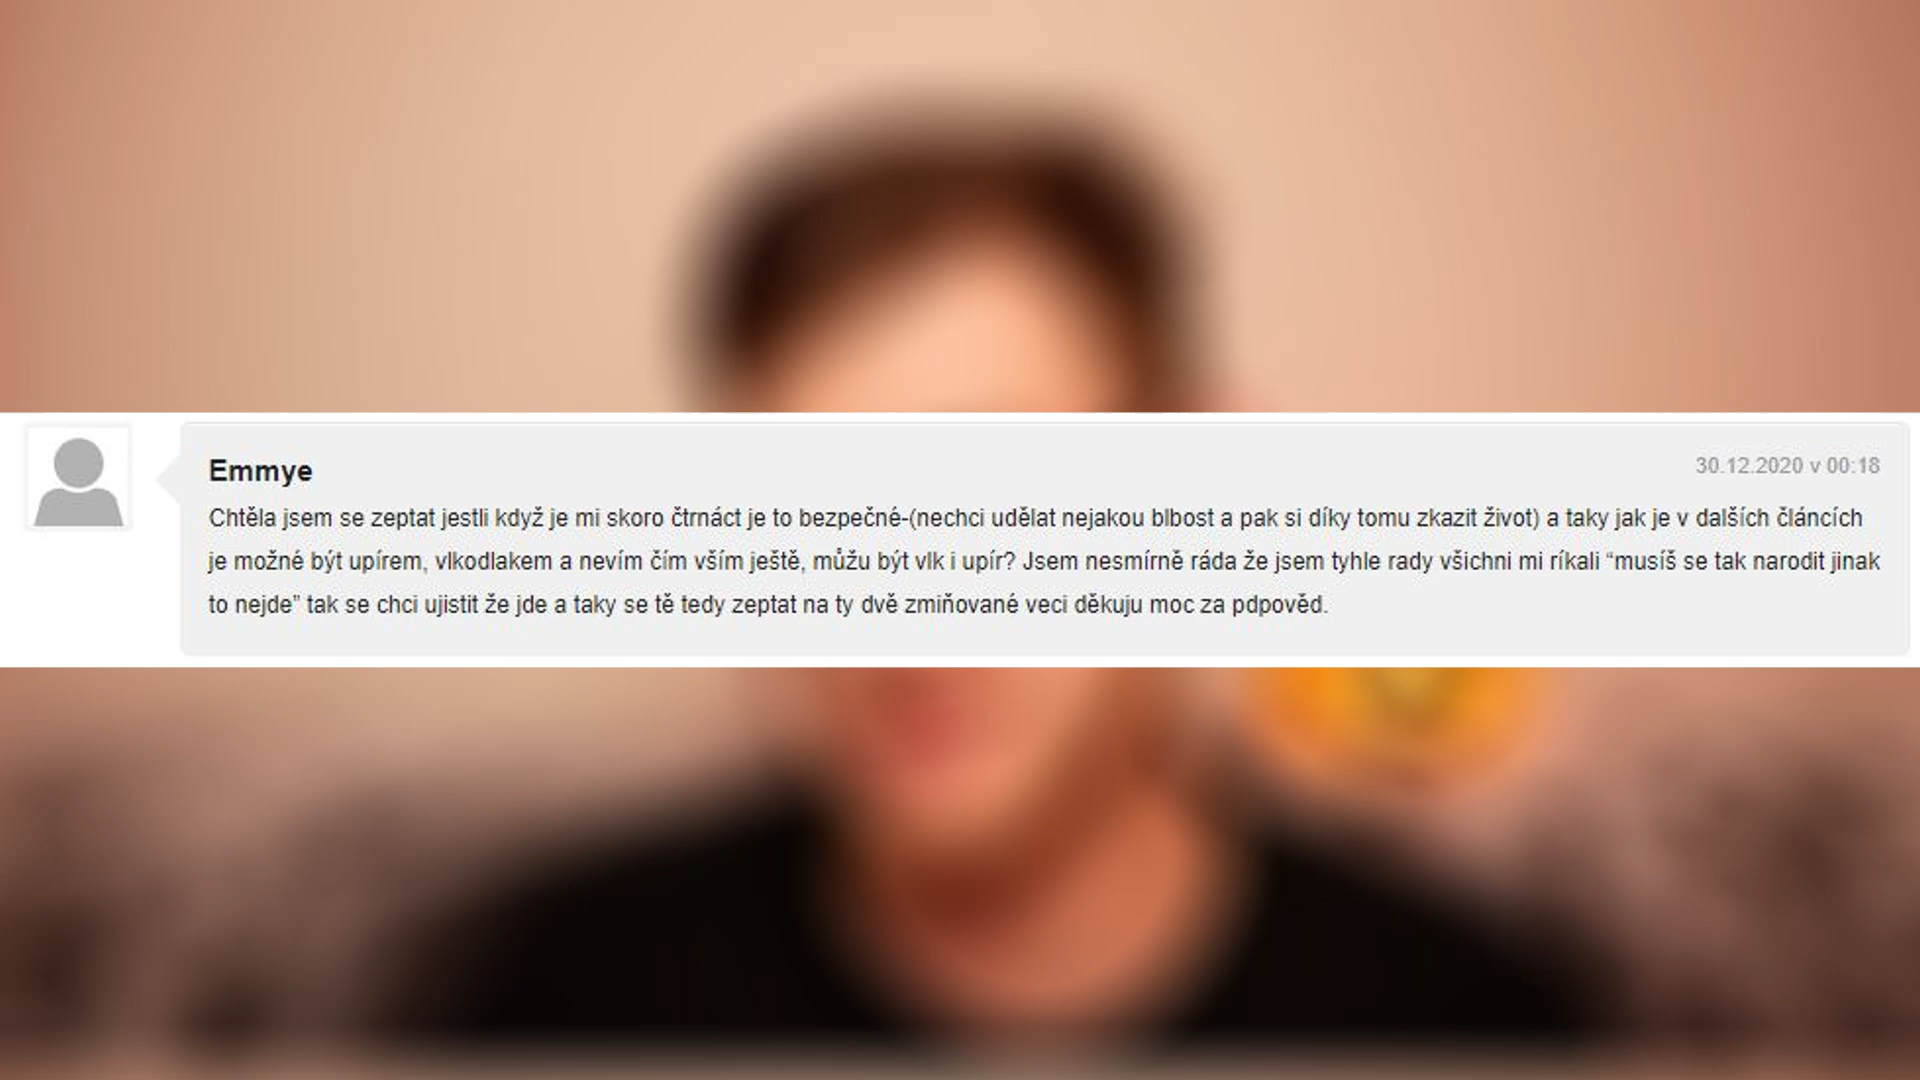 Emmye
30.12.2020 v 00:18
Chtěla jsem se zeptat jestli když je mi skoro čtrnáct je to bezpečné-(nechci udělat nejakou blbost a pak si díky tomu zkazit život) a taky jak je v dalších článcích
je možné být upírem, vlkodlakem a nevím čím vším ještě, můžu být vlk i upír? Jsem nesmírně ráda že jsem tyhle rady všichni mi ríkali “musíš se tak narodit jinak
to nejde” tak se chci ujistit že jde a taky se tě tedy zeptat na ty dvě zmiňované veci děkuju moc za pdpověd.